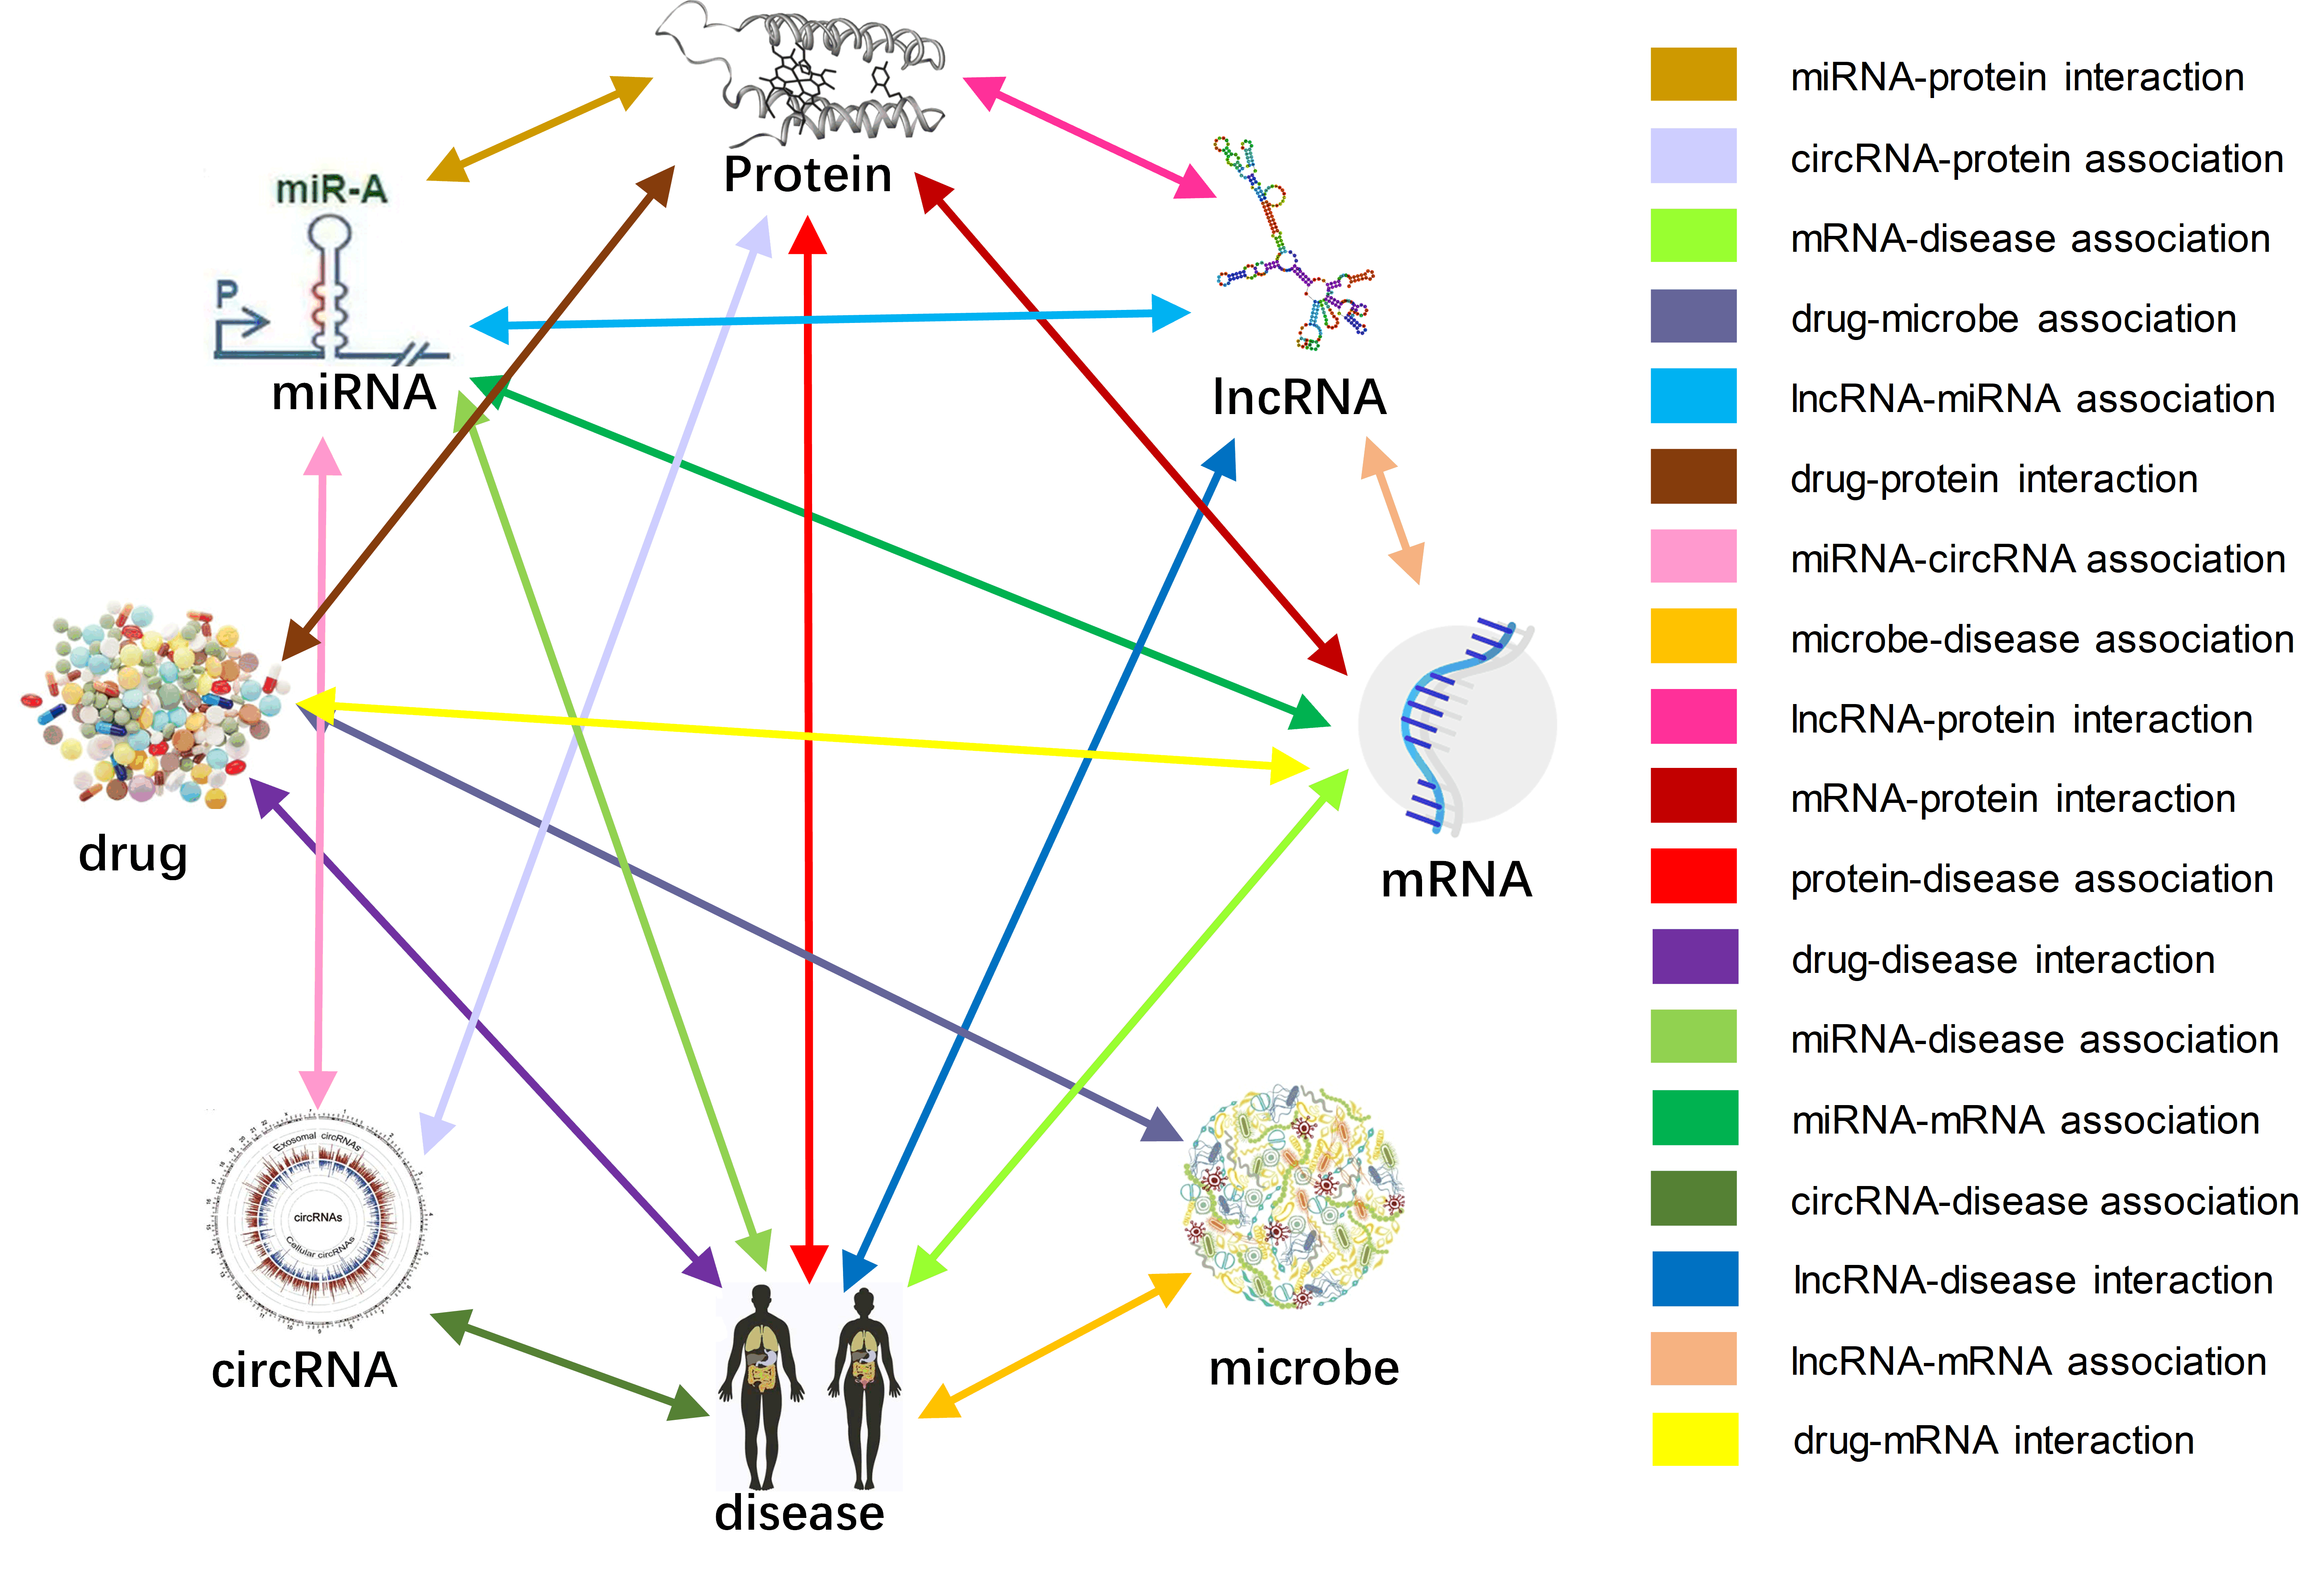 Protein
miR-A
P
miRNA
lncRNA
drug
mRNA
Exosomal circRNAs
circRNAs
Cellular circRNAs
circRNA
microbe
disease
miRNA-protein interaction
circRNA-protein association
mRNA-disease association
drug-microbe association
lncRNA-miRNA association
drug-protein interaction
miRNA-circRNA association
microbe-disease association
lncRNA-protein interaction
mRNA-protein interaction
protein-disease association
drug-disease interaction
miRNA-disease association
miRNA-mRNA association
circRNA-disease association
lncRNA-disease interaction
lncRNA-mRNA association
drug-mRNA interaction